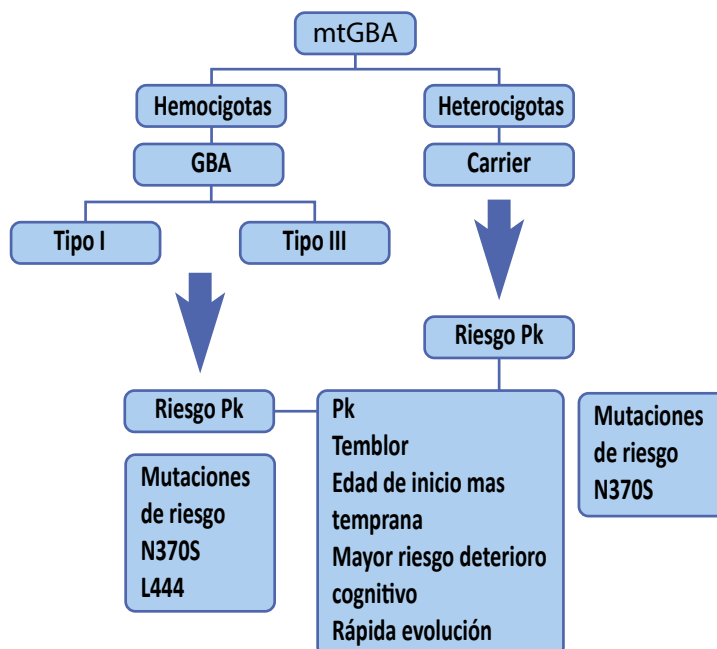 mtGBA
Hemocigotas
Heterocigotas
GBA
Carrier
Tipo I
Tipo III
Riesgo Pk
Riesgo Pk
Mutaciones
de riesgo
N370S
L444
Pk
Temblor
Edad de inicio mas
temprana
Mayor riesgo deterioro
cognitivo
Rápida evolución
Mutaciones
de riesgo
N370S